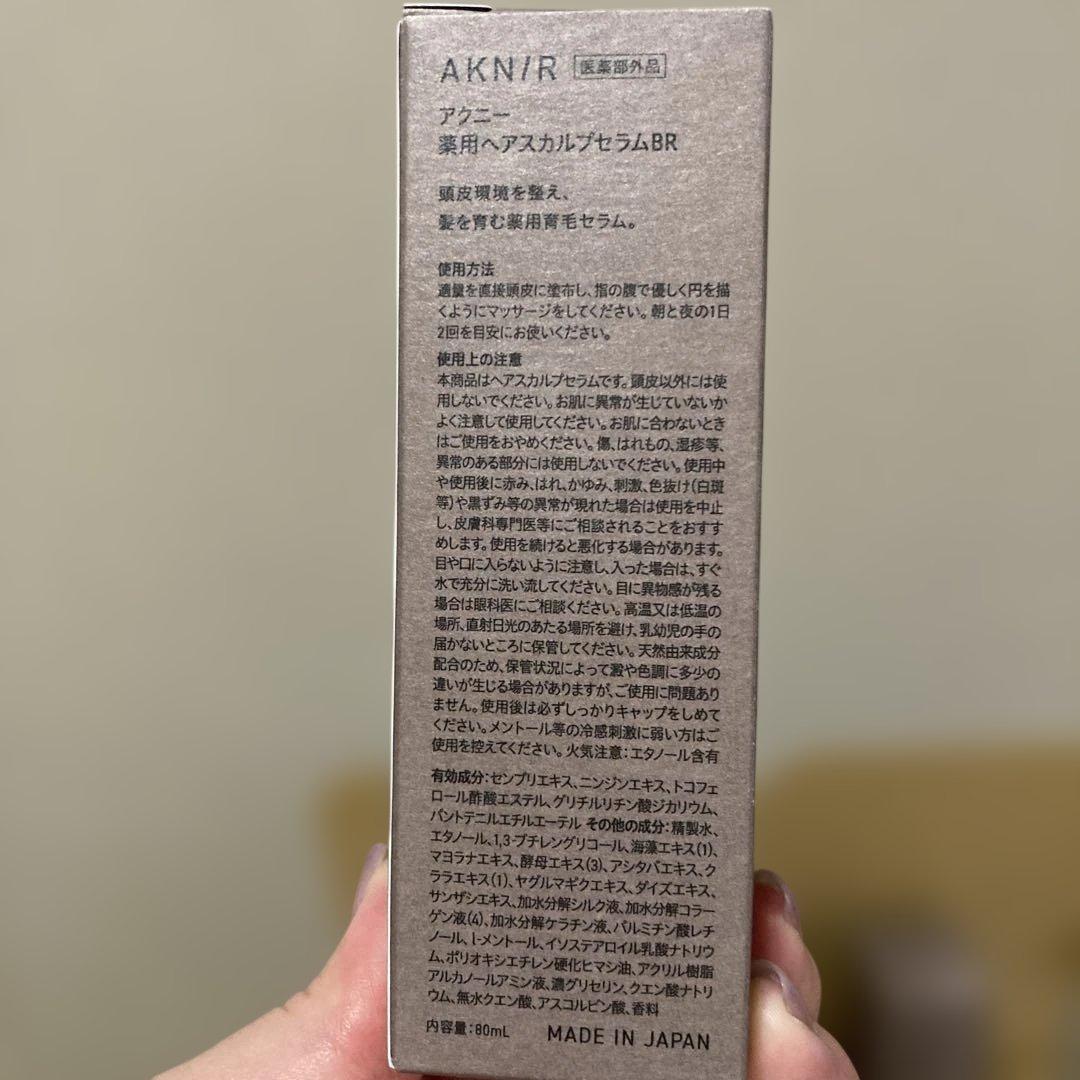 AKNIR 医薬部外品
アクニー
薬用ヘアスカルプセラムBR
頭皮環境を整え、
髪を育む薬用育毛セラム。
使用方法
適量を直接頭皮に塗布し、指の腹で優しく円を描
くようにマッサージをしてください。朝と夜の1日
2回を目安にお使いください。
使用上の注意
本商品はヘアスカルプセラムです。頭皮以外には使
用しないでください。お肌に異常が生じていないか
よく注意して使用してください。お肌に合わないとき
はご使用をおやめください。傷、はれもの、湿疹等、
異常のある部分には使用しないでください。使用中
や使用後に赤み、はれ、かゆみ、刺激、色抜け(白斑
等)や黒ずみ等の異常が現れた場合は使用を中止
し、皮膚科専門医等にご相談されることをおすす
めします。使用を続けると悪化する場合があります。
目や口に入らないように注意し、入った場合は、すぐ
水で充分に洗い流してください。目に異物感が残る
場合は眼科医にご相談ください。高温又は低温の
場所、直射日光のあたる場所を避け、乳幼児の手の
届かないところに保管してください。天然由来成分
配合のため、保管状況によって澱や色調に多少の
違いが生じる場合がありますが、ご使用に問題あり
ません。使用後は必ずしっかりキャップをしめて
ください。メントール等の冷感刺激に弱い方はご
使用を控えてください。火気注意:エタノール含有
有効成分:センブリエキス、ニンジンエキス、トコフェ
ロール酢酸エステル、グリチルリチン酸ジカリウム、
パントテニルエチルエーテル その他の成分:精製水、
エタノール、1,3-ブチレングリコール、海藻エキス(1)、
マヨラナエキス、酵母エキス(3)、アシタバエキス、ク
ララエキス(1)、ヤグルマギクエキス、ダイズエキス、
サンザシエキス、加水分解シルク液、加水分解コラー
ゲン液(4)、加水分解ケラチン液、パルミチン酸レチ
ノール、l-メントール、イソステアロイル乳酸ナトリウ
ム、ポリオキシエチレン硬化ヒマシ油、アクリル樹脂
アルカノールアミン液、濃グリセリン、クエン酸ナトリ
ウム、無水クエン酸、アスコルビン酸、香料
内容量:80mL MADE IN JAPAN